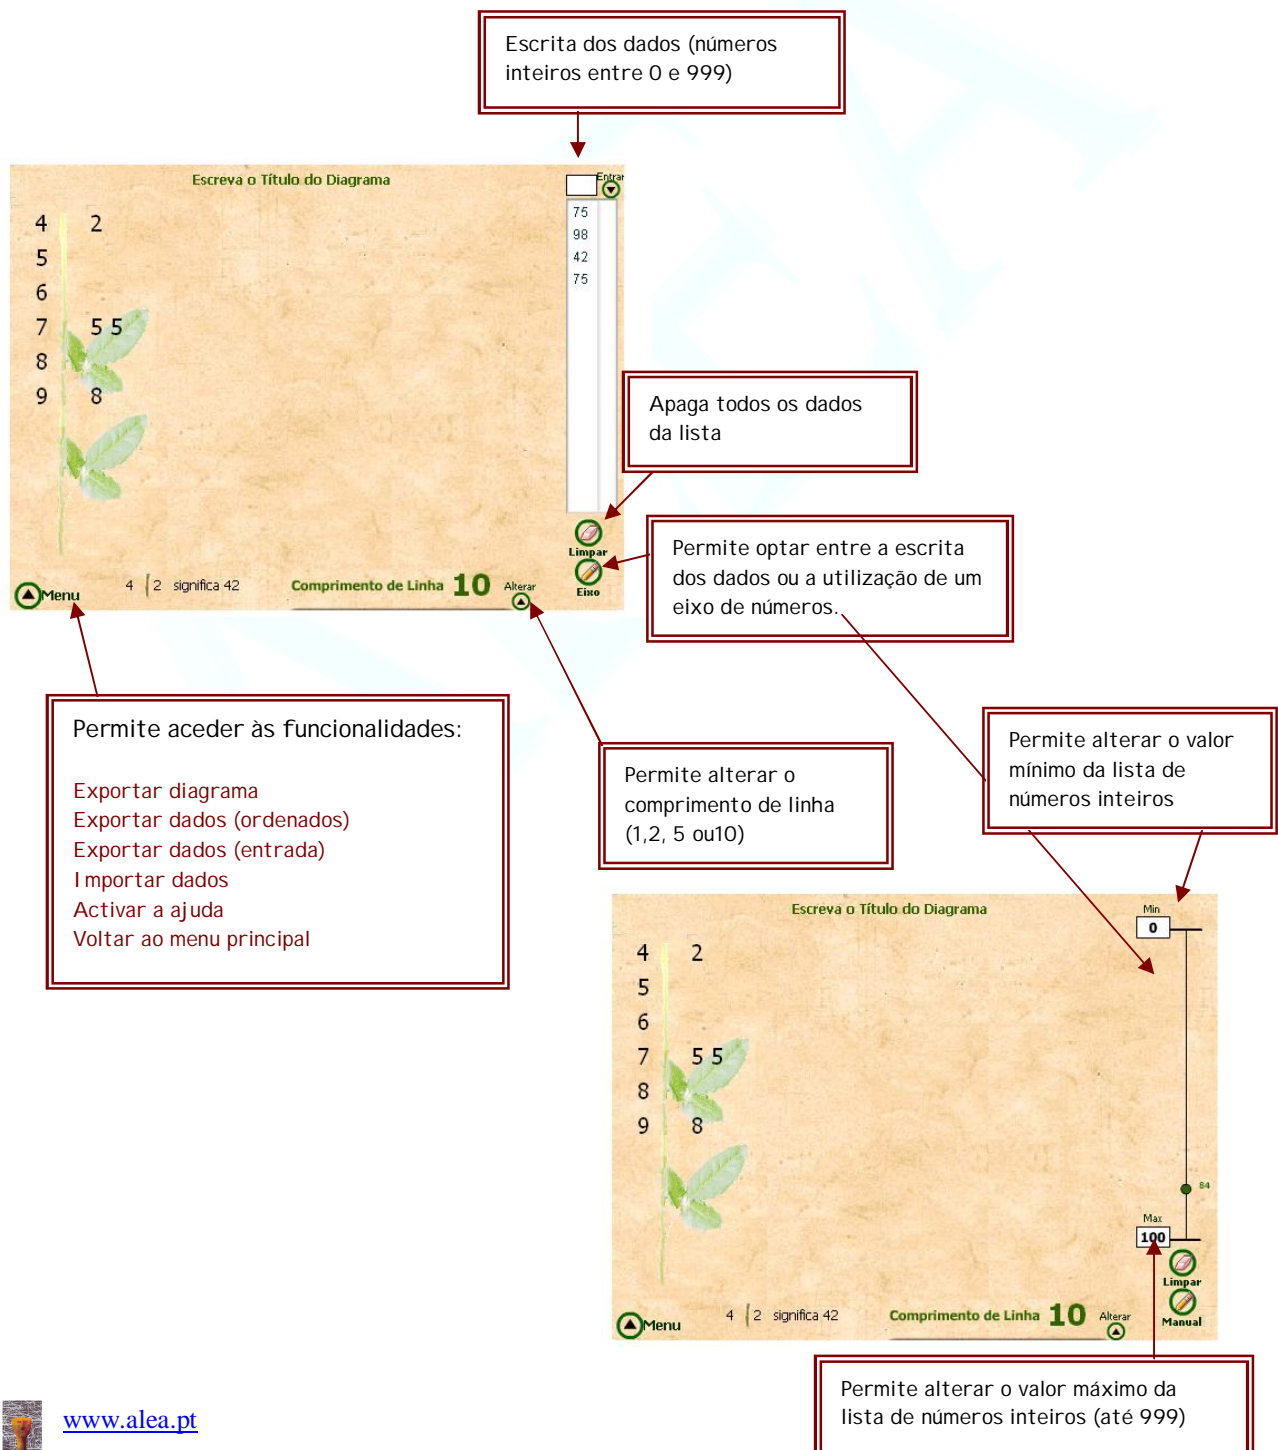 Escrita dos dados (números
inteiros entre 0 e 999)
Escreva o Título do Diagrama
Entrar
75
98
42
75
4 2
5
6
7 5 5
8
9 8
Apaga todos os dados
da lista
Limpar
Permite optar entre a escrita
dos dados ou a utilização de um
eixo de números.
Eixo
Menu
4 2 significa 42
Comprimento de Linha 10
Alterar
Permite aceder às funcionalidades:
Exportar diagrama
Exportar dados (ordenados)
Exportar dados (entrada)
Importar dados
Activar a ajuda
Voltar ao menu principal
Permite alterar o
comprimento de linha
(1,2, 5 ou10)
Permite alterar o valor
mínimo da lista de
números inteiros
Escreva o Título do Diagrama
Min
0
4 2
5
6
7 5 5
8
9 8
84
Max
100
Limpar
Manual
Menu
4 2 significa 42
Comprimento de Linha 10
Alterar
Permite alterar o valor máximo da
lista de números inteiros (até 999)
www.alea.pt